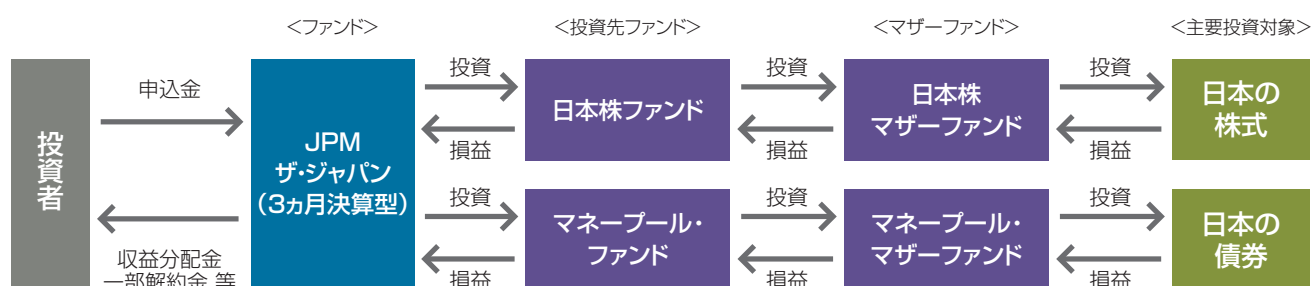 ＜ファンド＞
＜投資先ファンド＞
＜マザーファンド＞
＜主要投資対象＞
投資者
申込金
収益分配金
一部解約金 等
JPM
ザ・ジャパン
（3ヵ月決算型）
投資
損益
日本株ファンド
投資
損益
日本株
マザーファンド
投資
損益
日本の
株式
投資
損益
マネープール・
ファンド
投資
損益
マネープール・
マザーファンド
投資
損益
日本の
債券